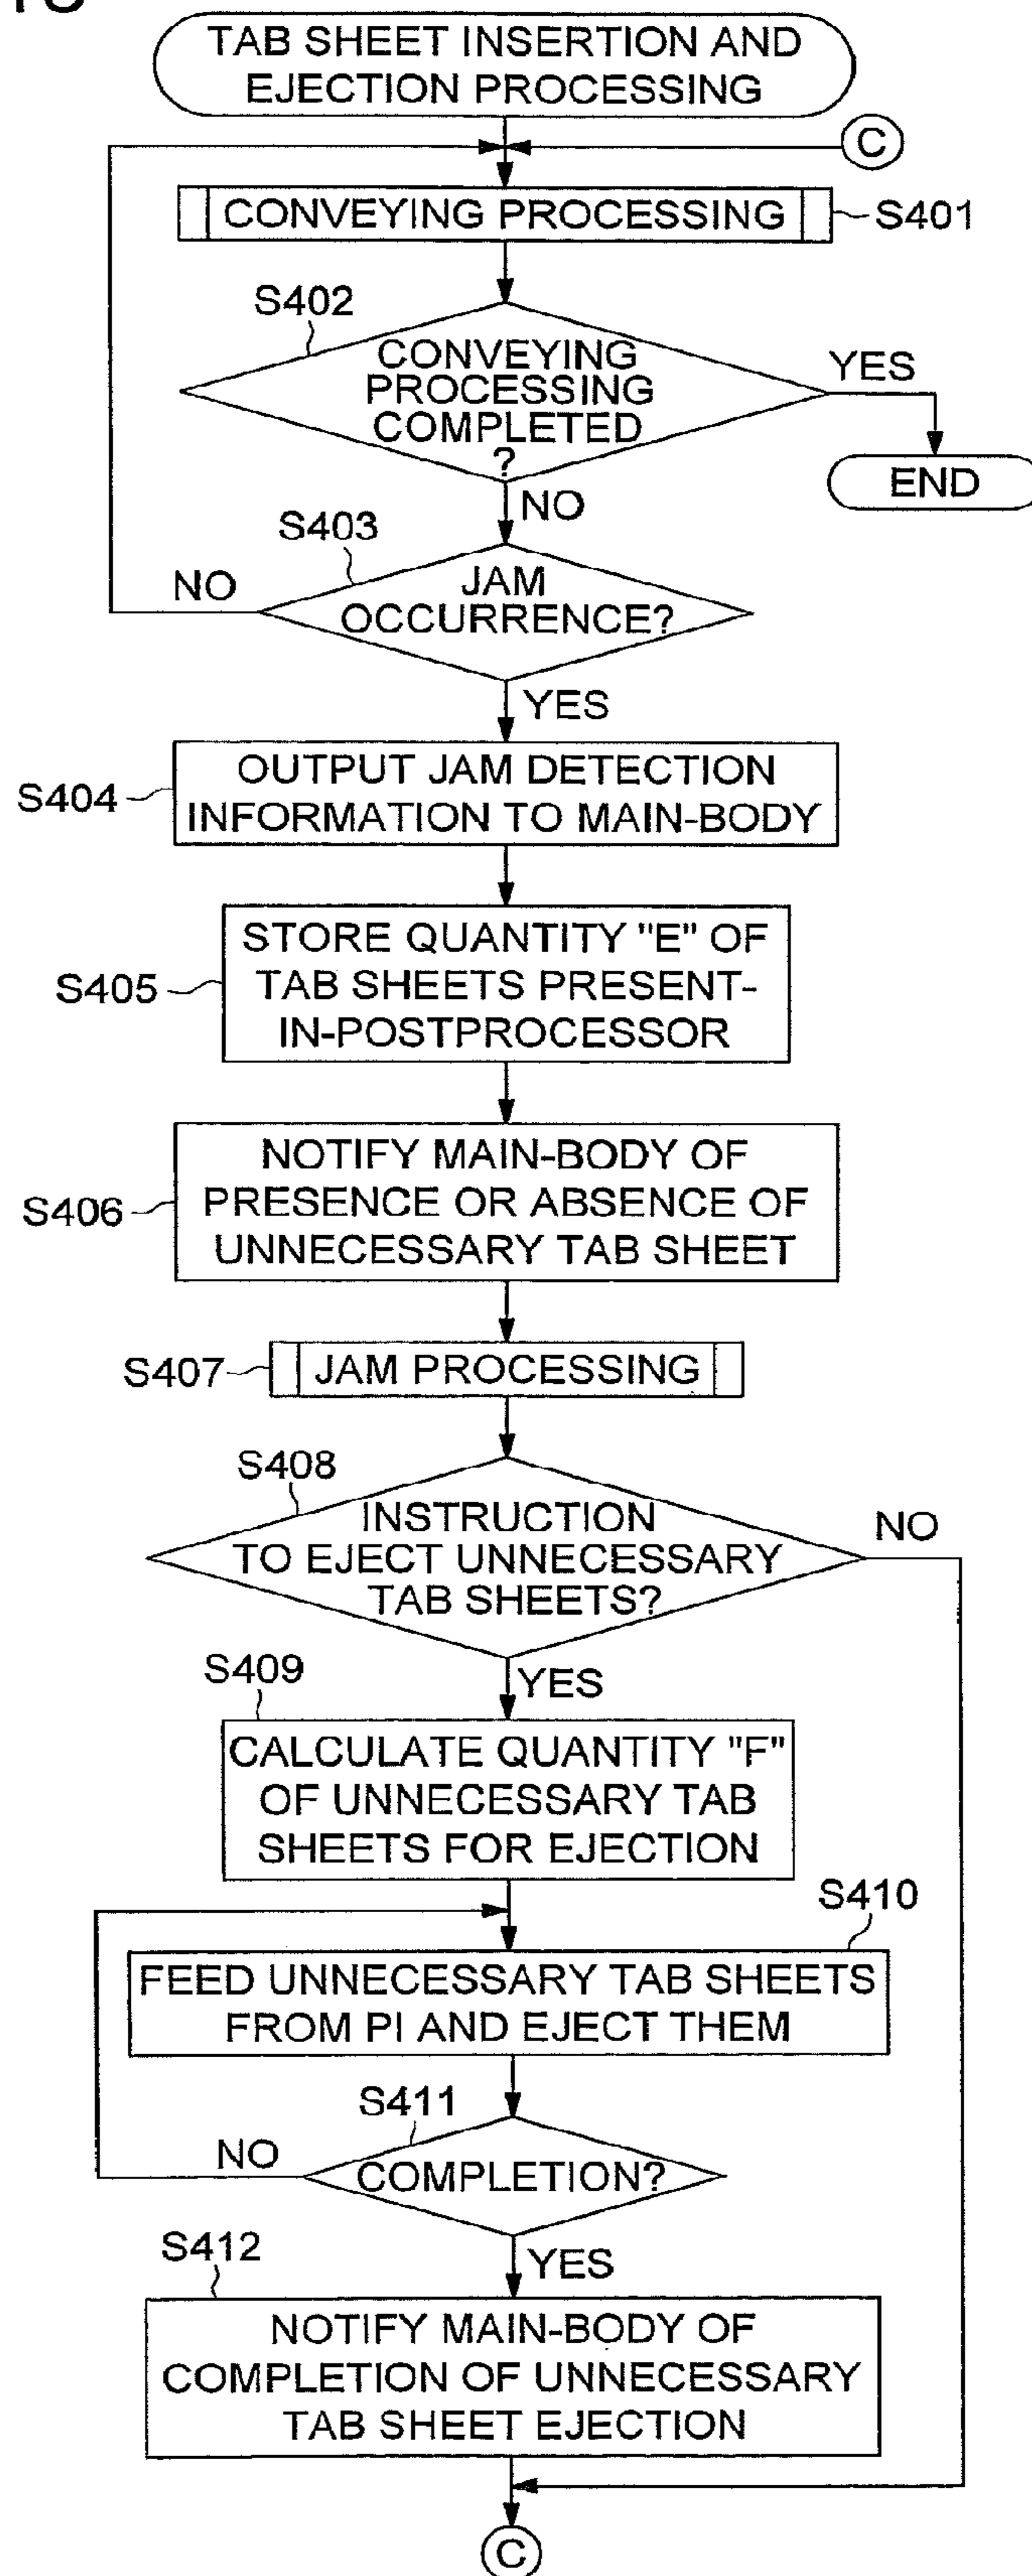 TAB SHEET INSERTION AND
EJECTION PROCESSING
C
CONVEYING PROCESSING
S401
S402
CONVEYING
PROCESSING
COMPLETED
?
YES
END
NO
S403
JAM
OCCURRENCE?
NO
YES
S404
OUTPUT JAM DETECTION
INFORMATION TO MAIN-BODY
S405
STORE QUANTITY "E" OF
TAB SHEETS PRESENT-
IN-POSTPROCESSOR
S406
NOTIFY MAIN-BODY OF
PRESENCE OR ABSENCE OF
UNNECESSARY TAB SHEET
S407
JAM PROCESSING
S408
INSTRUCTION
TO EJECT UNNECESSARY
TAB SHEETS?
NO
YES
S409
CALCULATE QUANTITY "F"
OF UNNECESSARY TAB
SHEETS FOR EJECTION
S410
FEED UNNECESSARY TAB SHEETS
FROM PI AND EJECT THEM
S411
COMPLETION?
NO
YES
S412
NOTIFY MAIN-BODY OF
COMPLETION OF UNNECESSARY
TAB SHEET EJECTION
C